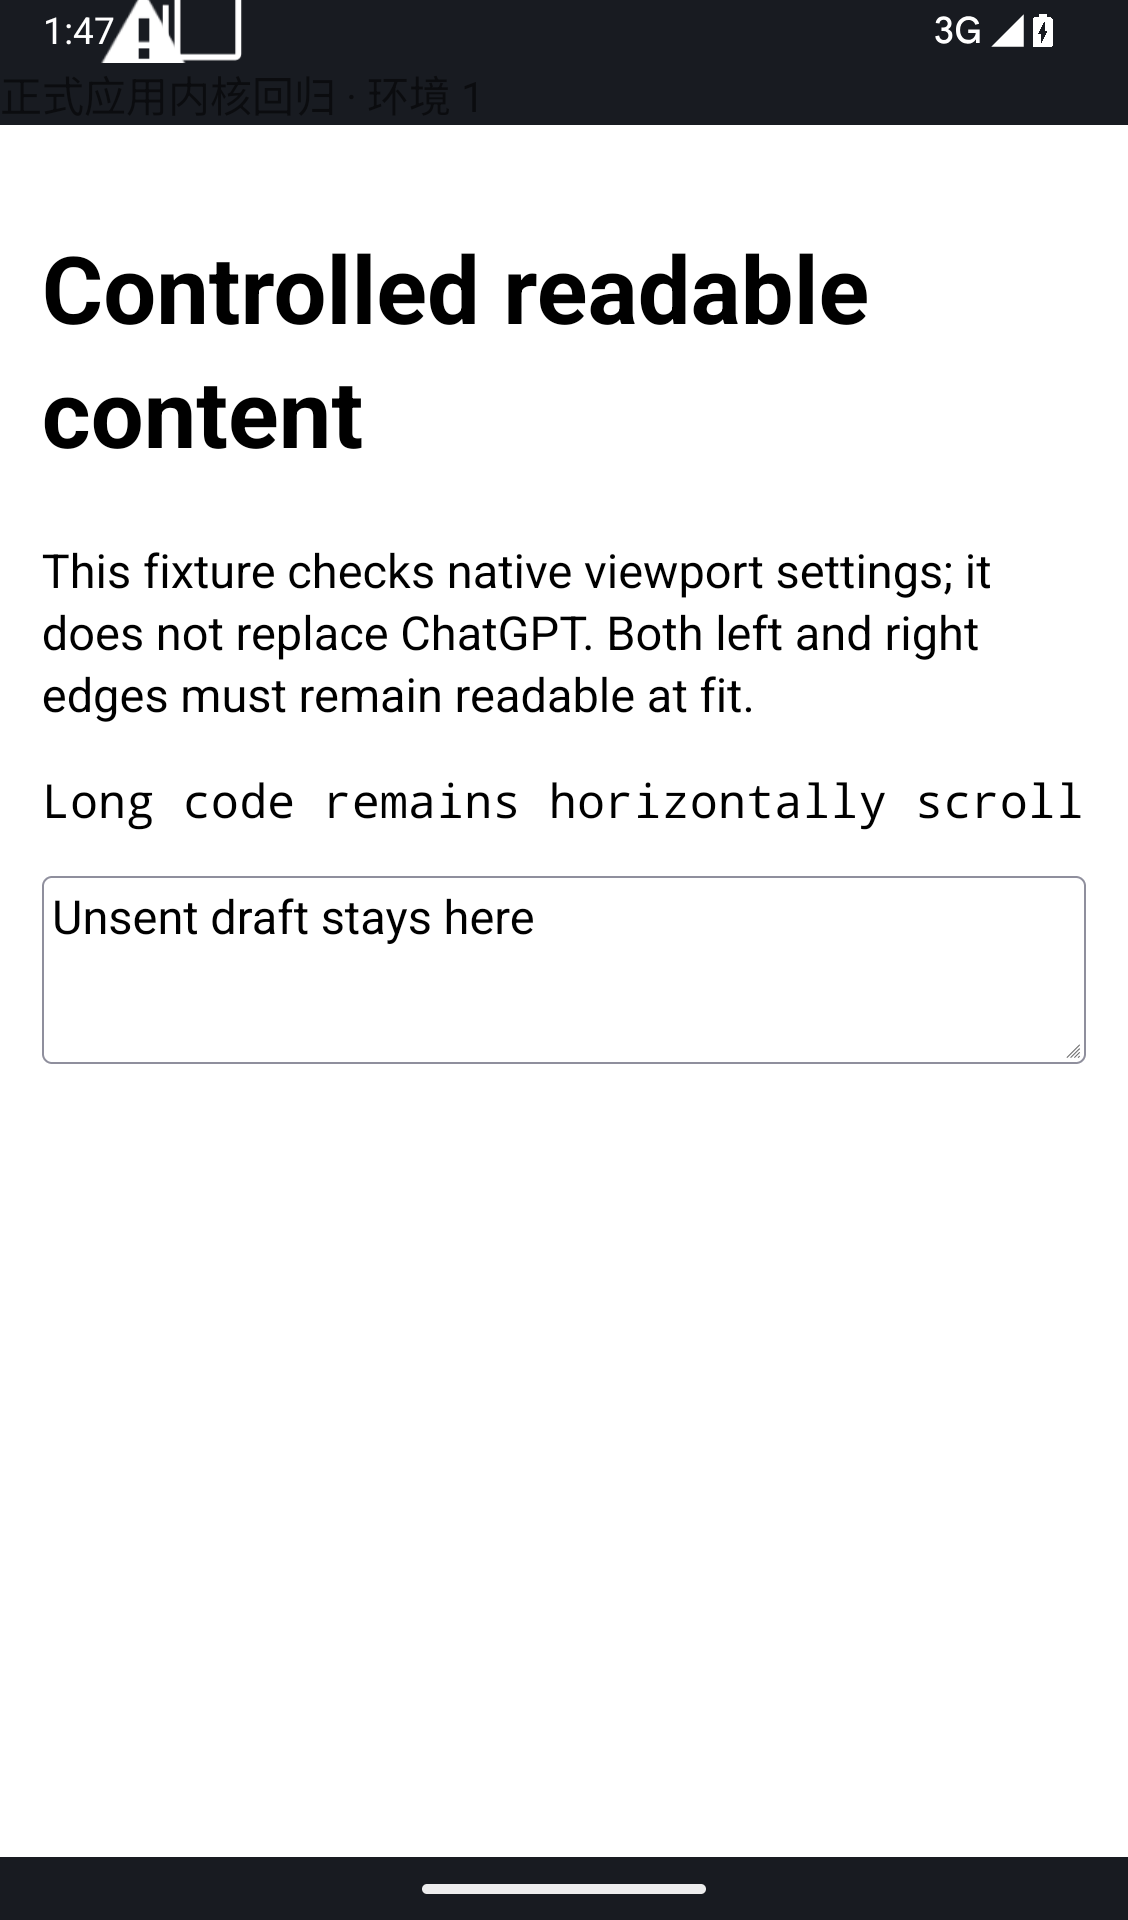 1:47
3G
正式应用内核回归 · 环境 1
Controlled readable
content
This fixture checks native viewport settings; it
does not replace ChatGPT. Both left and right
edges must remain readable at fit.
Long code remains horizontally scroll
Unsent draft stays here